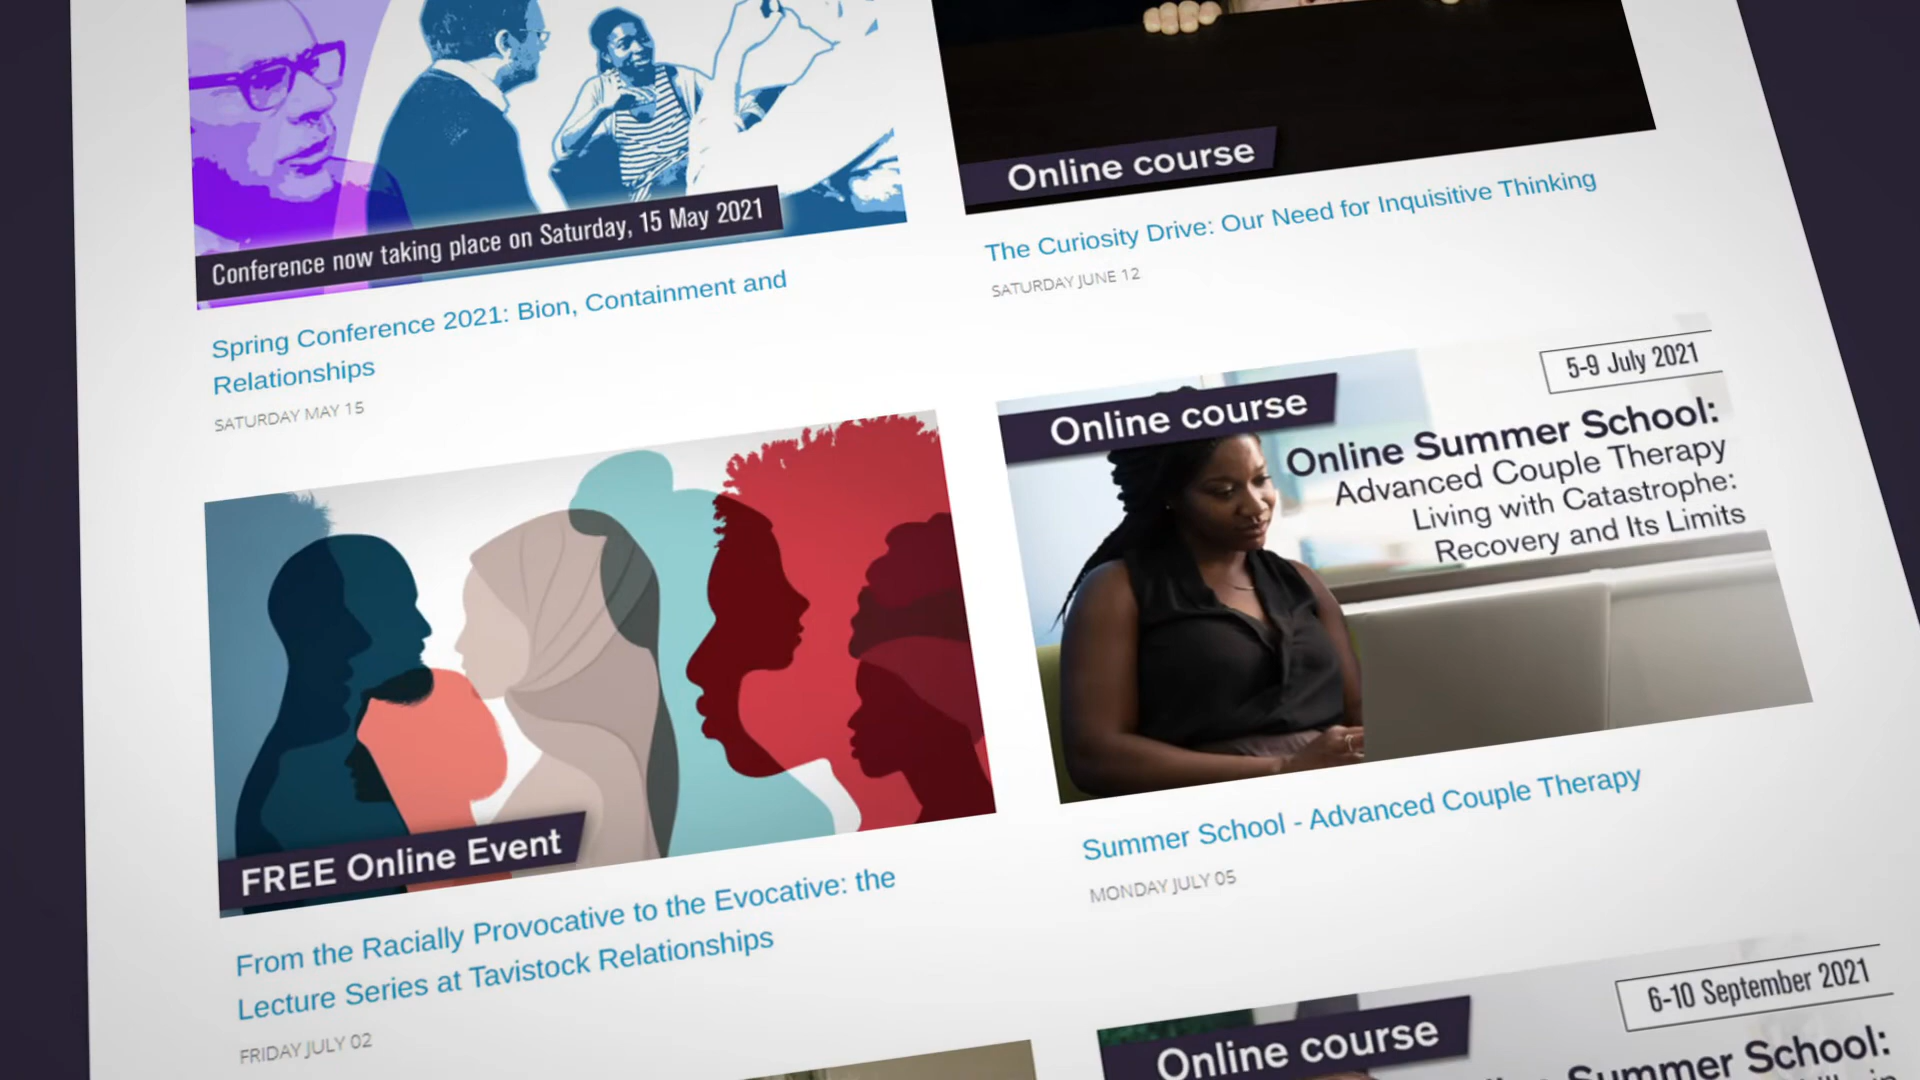 Conference now taking place on Saturday, 15 May 2021
Spring Conference 2021: Bion, Containment and
Relationships
SATURDAY MAY 15
Online course
The Curiosity Drive: Our Need for Inquisitive Thinking
SATURDAY JUNE 12
FREE Online Event
From the Racially Provocative to the Evocative: the
Lecture Series at Tavistock Relationships
FRIDAY JULY 02
Online course
5-9 July 2021
Online Summer School:
Advanced Couple Therapy
Living with Catastrophe:
Recovery and Its Limits
Summer School - Advanced Couple Therapy
MONDAY JULY 05
Online course
6-10 September 2021
Summer School: